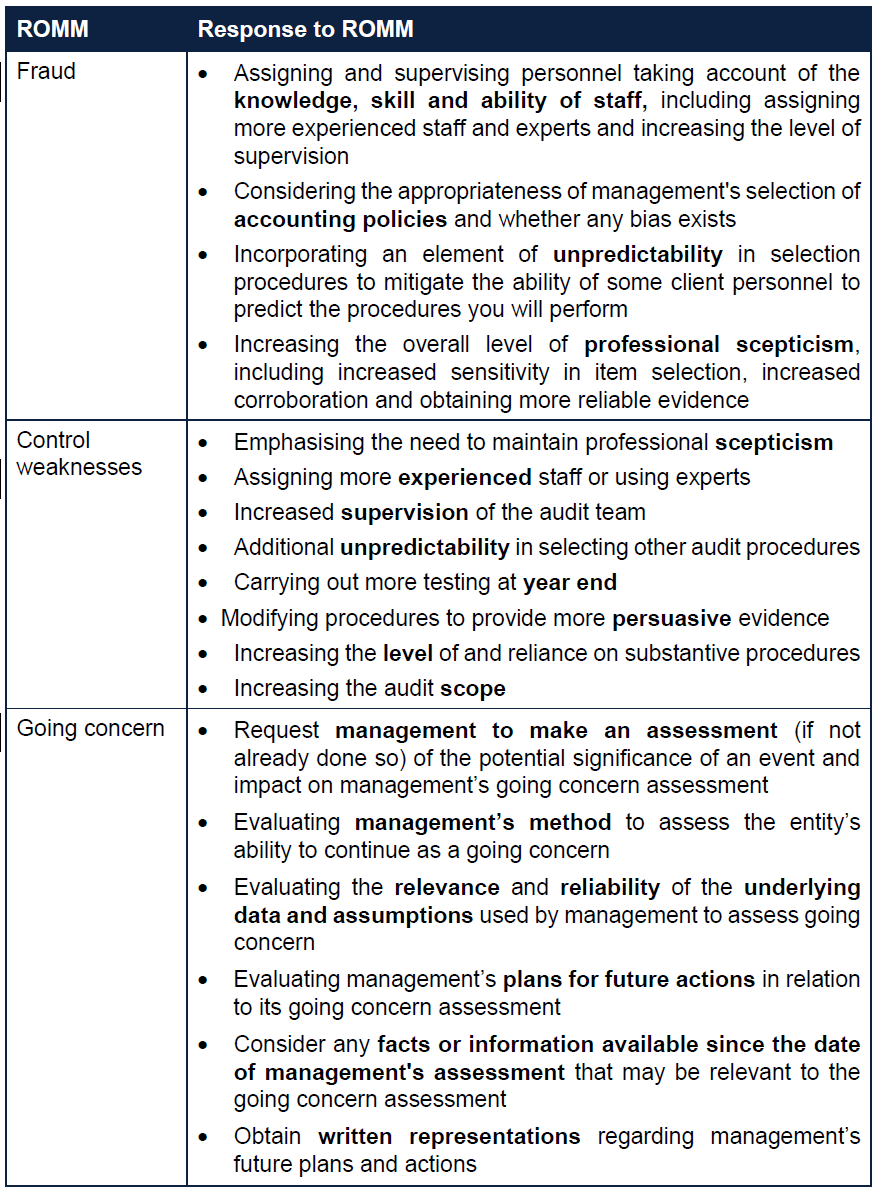 ROMM
Response to ROMM
Fraud
• Assigning and supervising personnel taking account of the
knowledge, skill and ability of staff, including assigning
more experienced staff and experts and increasing the level of
supervision
• Considering the appropriateness of management's selection of
accounting policies and whether any bias exists
• Incorporating an element of unpredictability in selection
procedures to mitigate the ability of some client personnel to
predict the procedures you will perform
• Increasing the overall level of professional scepticism,
including increased sensitivity in item selection, increased
corroboration and obtaining more reliable evidence
Control
weaknesses
• Emphasising the need to maintain professional scepticism
• Assigning more experienced staff or using experts
• Increased supervision of the audit team
• Additional unpredictability in selecting other audit procedures
• Carrying out more testing at year end
• Modifying procedures to provide more persuasive evidence
• Increasing the level of and reliance on substantive procedures
• Increasing the audit scope
Going concern
• Request management to make an assessment (if not
already done so) of the potential significance of an event and
impact on management’s going concern assessment
• Evaluating management’s method to assess the entity’s
ability to continue as a going concern
• Evaluating the relevance and reliability of the underlying
data and assumptions used by management to assess going
concern
• Evaluating management’s plans for future actions in relation
to its going concern assessment
• Consider any facts or information available since the date
of management's assessment that may be relevant to the
going concern assessment
• Obtain written representations regarding management’s
future plans and actions